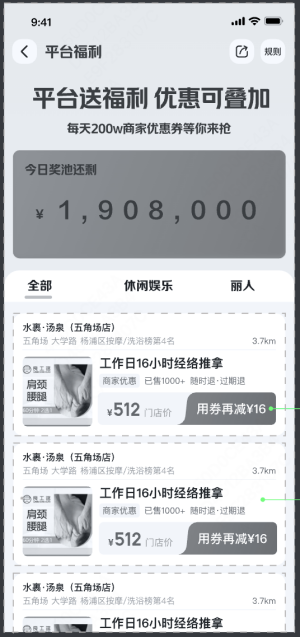 9:41
平台福利
规则
平台送福利 优惠可叠加
每天200w商家优惠券等你来抢
今日奖池还剩
¥ 1,908,000
全部 休闲娱乐 丽人
水裹·汤泉（五角场店）
五角场 大学路 杨浦区按摩/洗浴榜第4名 3.7km
肩颈
腰腿
工作日16小时经络推拿
商家优惠 已售1000+ 随时退·过期退
¥512 门店价 用券再减¥16
水裹·汤泉（五角场店）
五角场 大学路 杨浦区按摩/洗浴榜第4名 3.7km
肩颈
腰腿
工作日16小时经络推拿
商家优惠 已售1000+ 随时退·过期退
¥512 门店价 用券再减¥16
水裹·汤泉（五角场店）
五角场 大学路 杨浦区按摩/洗浴榜第4名 3.7km
工作日16小时经络推拿